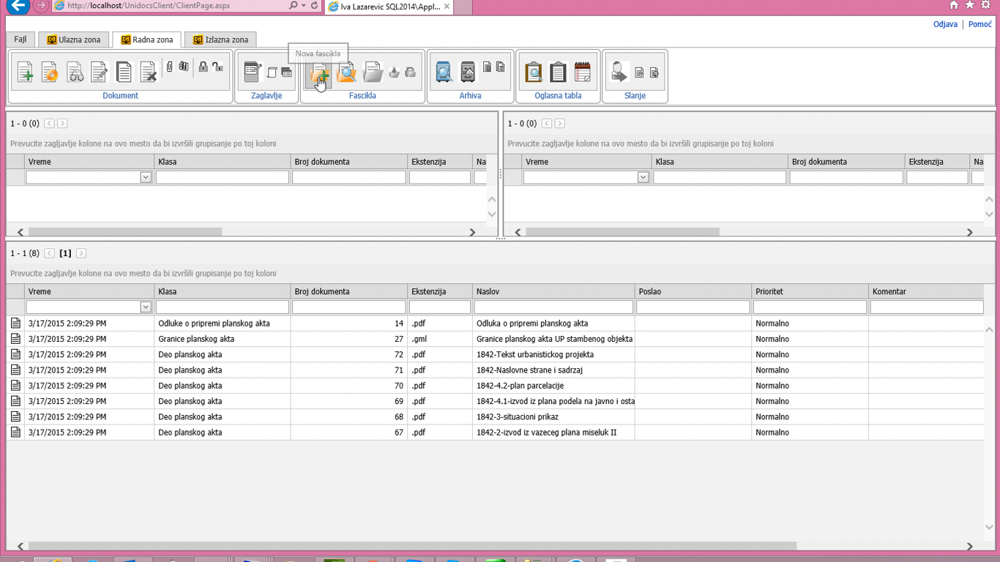 http://localhost/UnidocsClient/ClientPage.aspx
Iva Lazarevic SQL2014\Appl...
Odjava | Pomoć
Fajl Ulazna zona Radna zona Izlazna zona
Nova fascikla
Dokument Zaglavlje Fascikla Arhiva Oglasna tabla Slanje
1 - 0 (0)
Prevucite zagljavlje kolone na ovo mesto da bi izvršili grupisanje po toj koloni
Vreme Klasa Broj dokumenta Ekstenzija Na
1 - 0 (0)
Prevucite zagljavlje kolone na ovo mesto da bi izvršili grupisanje po toj koloni
Vreme Klasa Broj dokumenta Ekstenzija Na
1 - 1 (8) [1]
Prevucite zagljavlje kolone na ovo mesto da bi izvršili grupisanje po toj koloni
Vreme Klasa Broj dokumenta Ekstenzija Naslov Poslao Prioritet Komentar
3/17/2015 2:09:29 PM Odluke o pripremi planskog akta 14 .pdf Odluka o pripremi planskog akta Normalno
3/17/2015 2:09:29 PM Granice planskog akta 27 .gml Granice planskog akta UP stambenog objekta Normalno
3/17/2015 2:09:29 PM Deo planskog akta 72 .pdf 1842-Tekst urbanistickog projekta Normalno
3/17/2015 2:09:29 PM Deo planskog akta 71 .pdf 1842-Naslovne strane i sadrzaj Normalno
3/17/2015 2:09:29 PM Deo planskog akta 70 .pdf 1842-4.2-plan parcelacije Normalno
3/17/2015 2:09:29 PM Deo planskog akta 69 .pdf 1842-4.1-izvod iz plana podela na javno i osta Normalno
3/17/2015 2:09:29 PM Deo planskog akta 68 .pdf 1842-3-situacioni prikaz Normalno
3/17/2015 2:09:29 PM Deo planskog akta 67 .pdf 1842-2-izvod iz vazeceg plana miseluk II Normalno